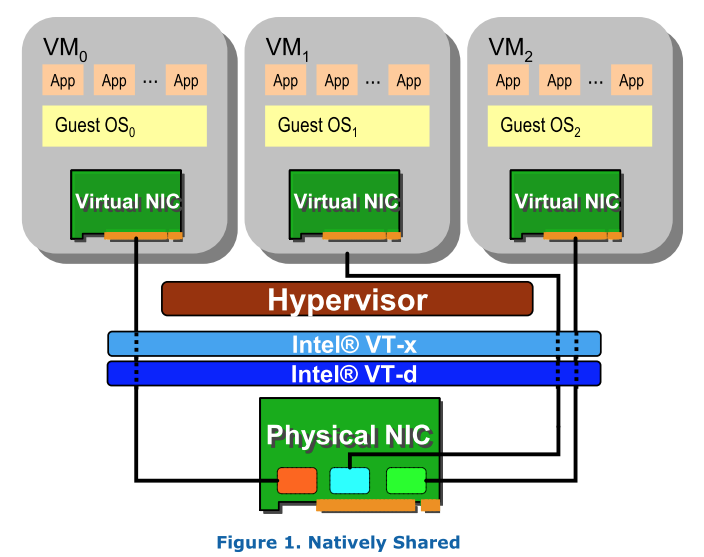 VM0
App App ... App
Guest OS0
Virtual NIC
VM1
App App ... App
Guest OS1
Virtual NIC
VM2
App App ... App
Guest OS2
Virtual NIC
Hypervisor
Intel® VT-x
Intel® VT-d
Physical NIC
Figure 1. Natively Shared